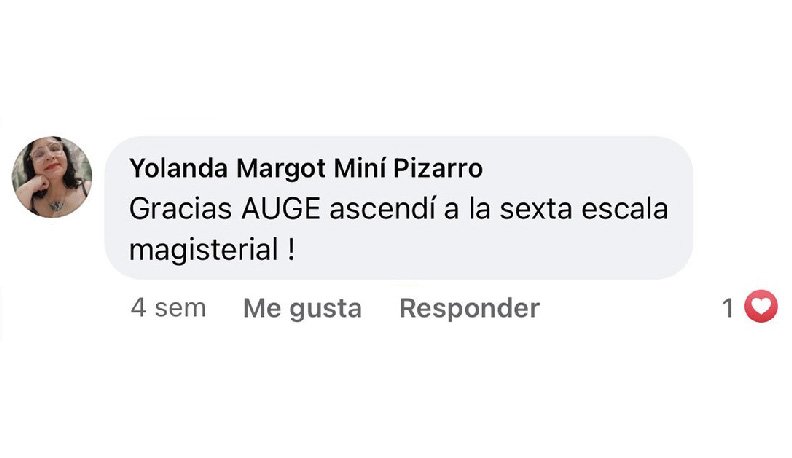 Yolanda Margot Miní Pizarro
Gracias AUGE ascendí a la sexta escala
magisterial !
4 sem Me gusta Responder 1